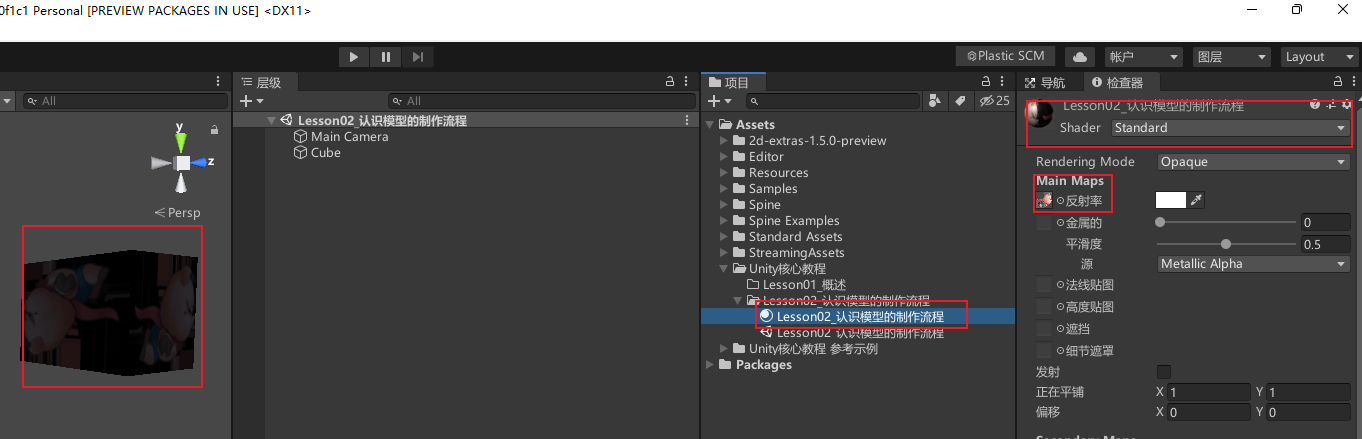 0f1c1 Personal [PREVIEW PACKAGES IN USE] <DX11>
Plastic SCM
帐户
图层
Layout
All
y
z
Persp
层级
All
Lesson02_认识模型的制作流程
Main Camera
Cube
项目
25
Assets
2d-extras-1.5.0-preview
Editor
Resources
Samples
Spine
Spine Examples
Standard Assets
StreamingAssets
Unity核心教程
Lesson01_概述
Lesson02_认识模型的制作流程
Lesson02_认识模型的制作流程
Lesson02_认识模型的制作流程
Unity核心教程 参考示例
Packages
导航
检查器
Lesson02_认识模型的制作流程
Shader Standard
Rendering Mode Opaque
Main Maps
反射率
金属的 0
平滑度 0.5
源 Metallic Alpha
法线贴图
高度贴图
遮挡
细节遮罩
发射
正在平铺 X 1 Y 1
偏移 X 0 Y 0